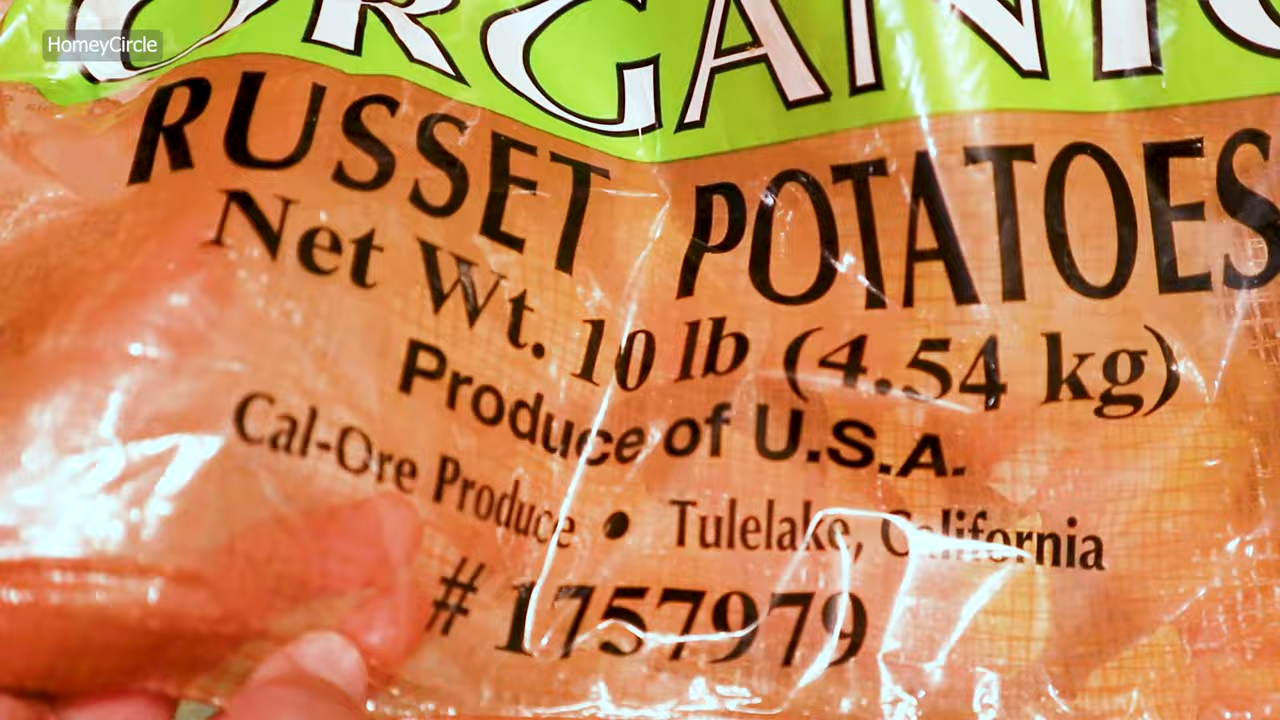 HomeyCircle
ORGANIC
RUSSET POTATOES
Net Wt. 10 lb (4.54 kg)
Produce of U.S.A.
Cal-Ore Produce • Tulelake, California
# 1757979